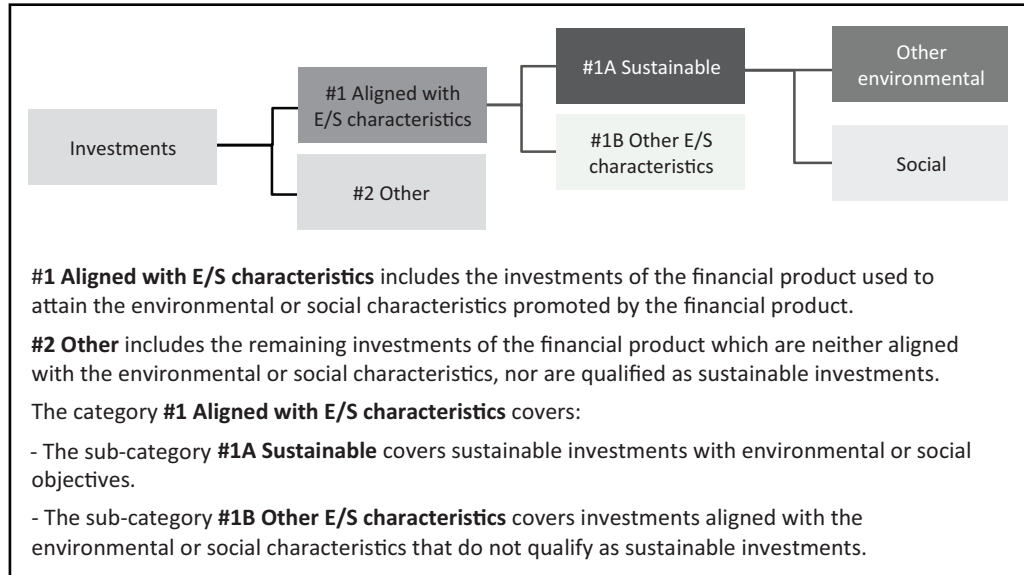 Investments
#1 Aligned with
E/S characteristics
#2 Other
#1A Sustainable
#1B Other E/S
characteristics
Other
environmental
Social
#1 Aligned with E/S characteristics includes the investments of the financial product used to
attain the environmental or social characteristics promoted by the financial product.
#2 Other includes the remaining investments of the financial product which are neither aligned
with the environmental or social characteristics, nor are qualified as sustainable investments.
The category #1 Aligned with E/S characteristics covers:
- The sub-category #1A Sustainable covers sustainable investments with environmental or social
objectives.
- The sub-category #1B Other E/S characteristics covers investments aligned with the
environmental or social characteristics that do not qualify as sustainable investments.